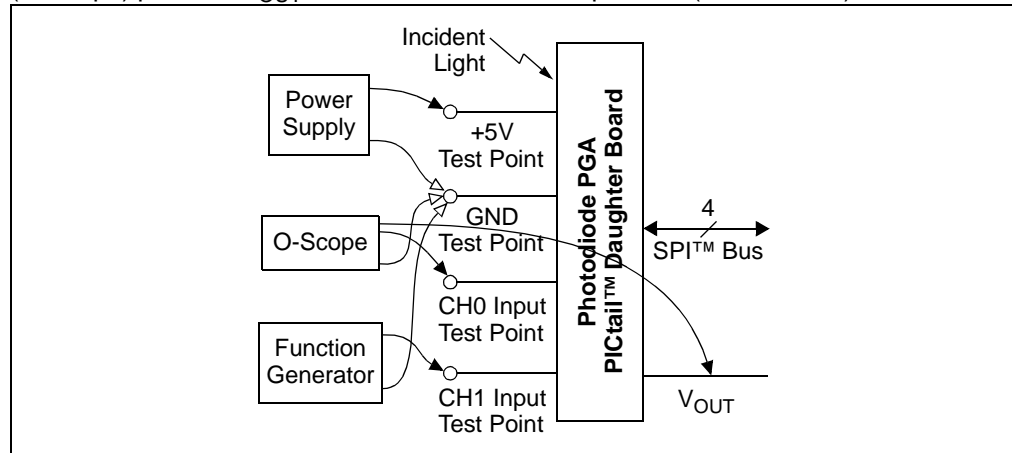 Incident
Light
Power
Supply
+5V
Test Point
GND
Test Point
O-Scope
CH0 Input
Test Point
Function
Generator
CH1 Input
Test Point
Photodiode PGA
PICtail™ Daughter Board
4
SPI™ Bus
VOUT